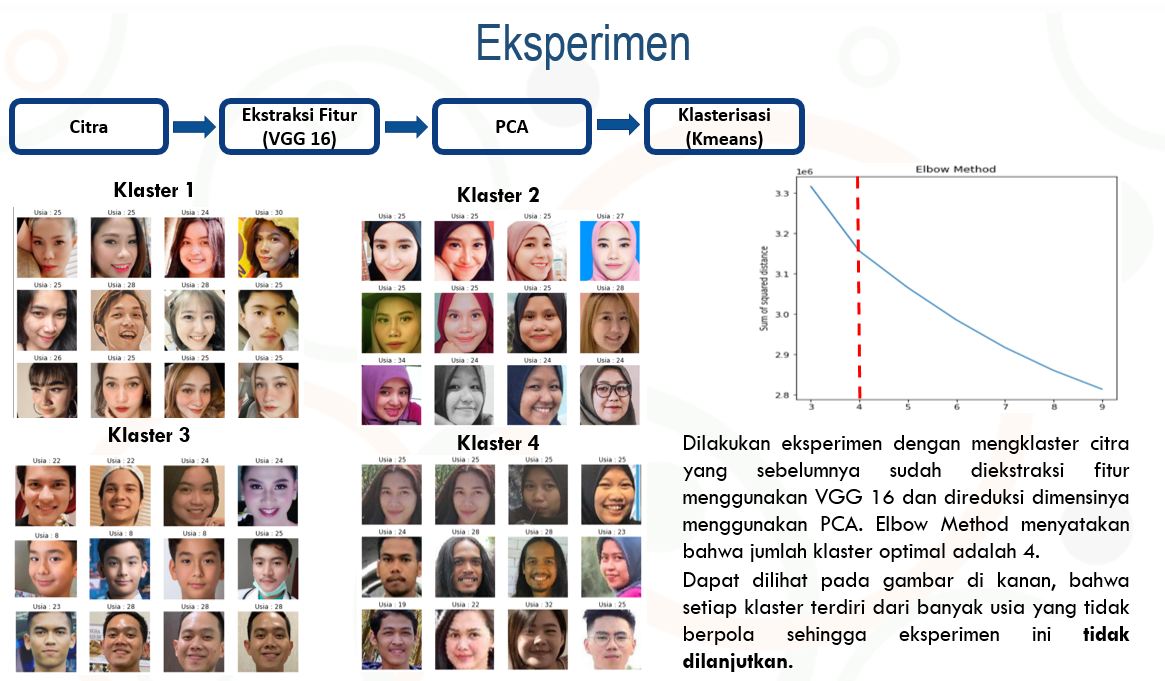 Eksperimen
Citra
Ekstraksi Fitur
(VGG 16)
PCA
Klasterisasi
(Kmeans)
Klaster 1
Usia : 25 Usia : 25 Usia : 24 Usia : 30
Usia : 25 Usia : 28 Usia : 28 Usia : 25
Usia : 26 Usia : 25 Usia : 25 Usia : 25
Klaster 2
Usia : 25 Usia : 25 Usia : 25 Usia : 27
Usia : 25 Usia : 25 Usia : 25 Usia : 28
Usia : 34 Usia : 24 Usia : 24 Usia : 24
Klaster 3
Usia : 22 Usia : 22 Usia : 24 Usia : 24
Usia : 8 Usia : 8 Usia : 8 Usia : 25
Usia : 23 Usia : 28 Usia : 28 Usia : 28
Klaster 4
Usia : 25 Usia : 25 Usia : 25 Usia : 25
Usia : 24 Usia : 28 Usia : 28 Usia : 23
Usia : 19 Usia : 22 Usia : 32 Usia : 25
Elbow Method
1e6
3.3
3.2
3.1
3.0
2.9
2.8
Sum of squared distance
3 4 5 6 7 8 9
Dilakukan eksperimen dengan mengklaster citra
yang sebelumnya sudah diekstraksi fitur
menggunakan VGG 16 dan direduksi dimensinya
menggunakan PCA. Elbow Method menyatakan
bahwa jumlah klaster optimal adalah 4.
Dapat dilihat pada gambar di kanan, bahwa
setiap klaster terdiri dari banyak usia yang tidak
berpola sehingga eksperimen ini tidak
dilanjutkan.